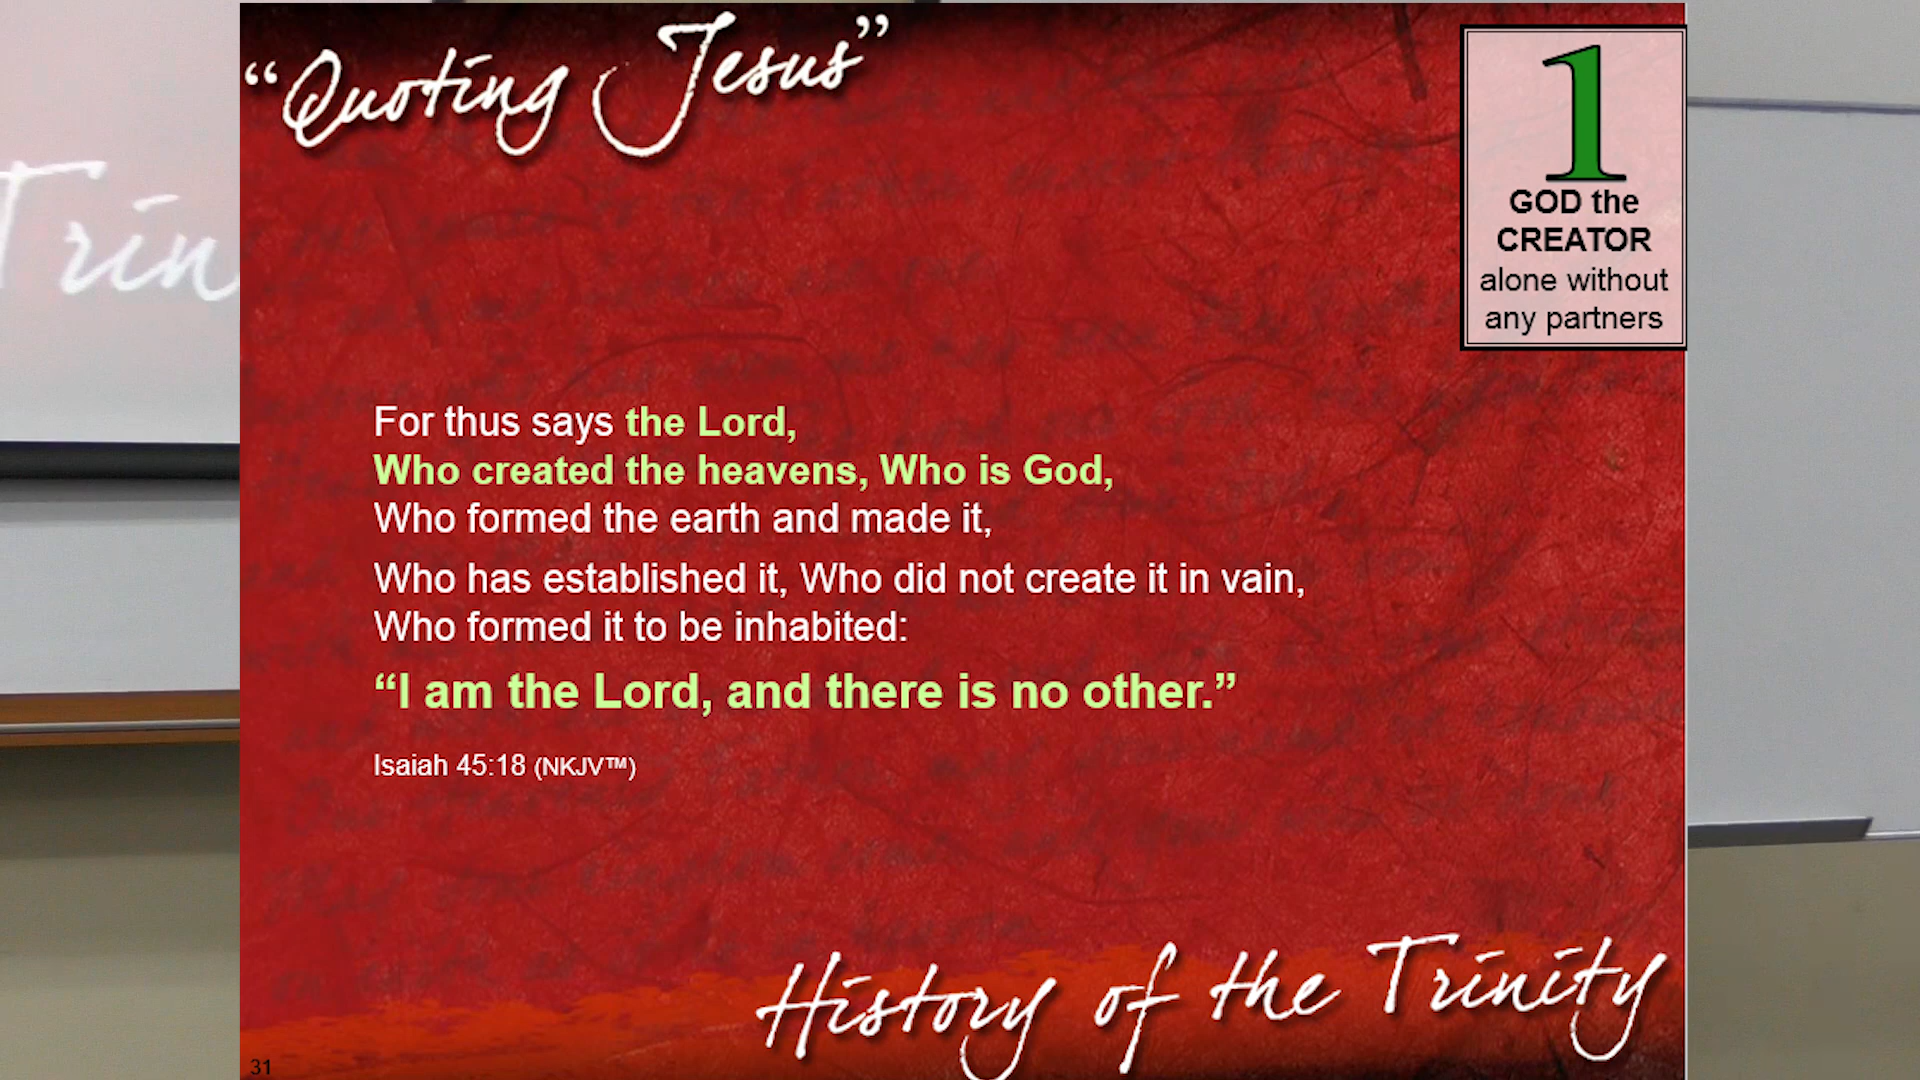 “Quoting Jesus”
1
GOD the
CREATOR
alone without
any partners
Trin
For thus says the Lord,
Who created the heavens, Who is God,
Who formed the earth and made it,
Who has established it, Who did not create it in vain,
Who formed it to be inhabited:
“I am the Lord, and there is no other.”
Isaiah 45:18 (NKJV™)
History of the Trinity
31